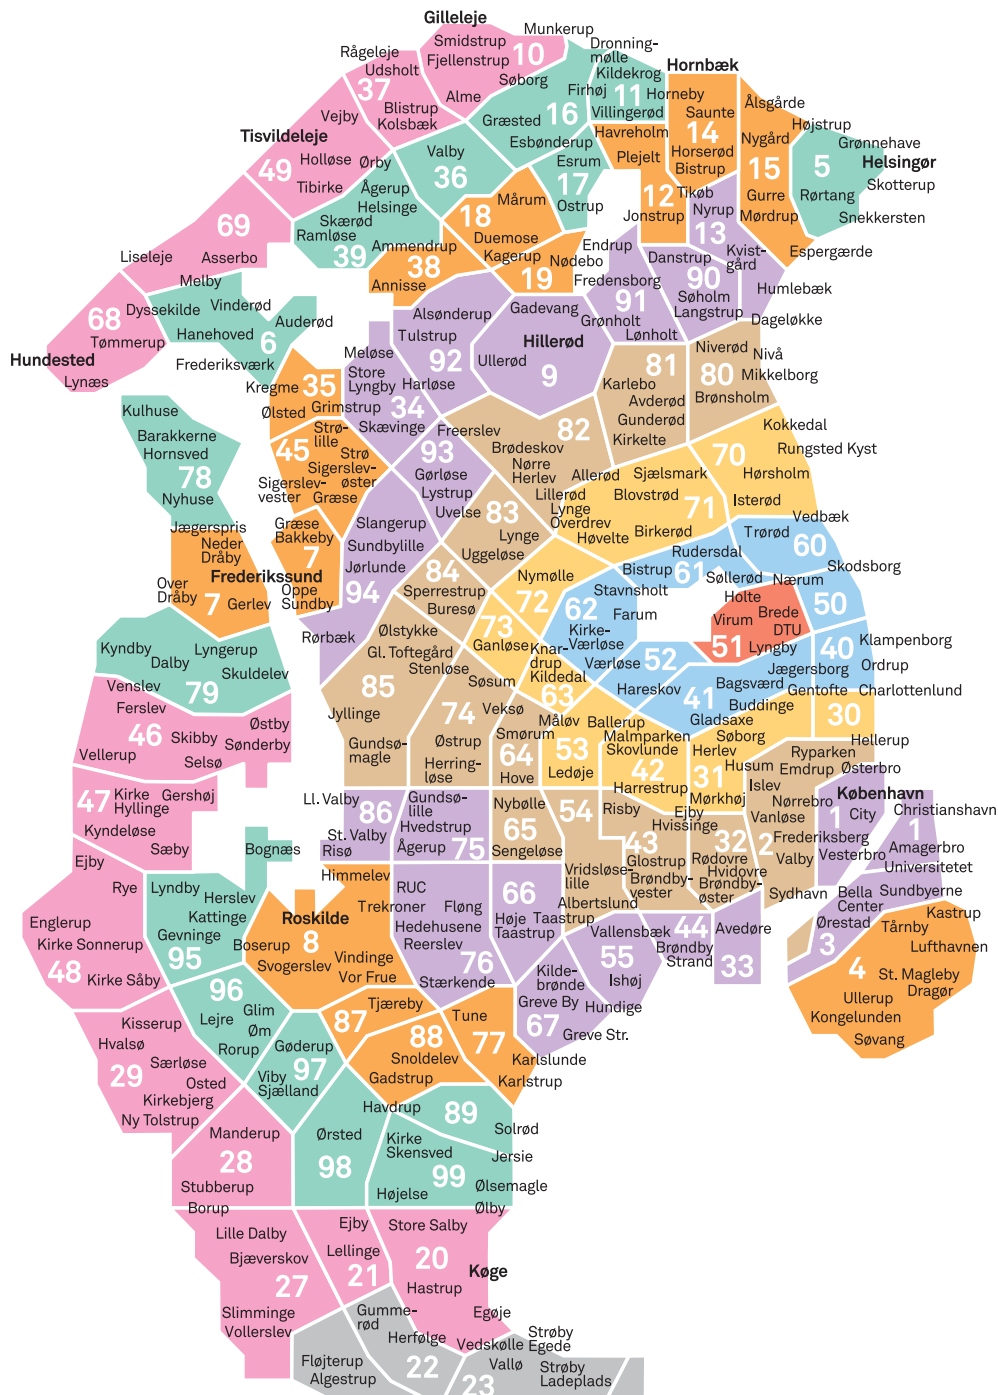 Gilleleje
Munkerup
Smidstrup
Fjellenstrup
10
Dronning-
mølle
Rågeleje
Udsholt
37
Søborg
Kildekrog
Hornbæk
Firhøj
11
Horneby
Alme
Blistrup
Kolsbæk
Vejby
Græsted
16
Villingerød
Saunte
14
Ålsgårde
Højstrup
Tisvildeleje
Esbønderup
Havreholm
Horserød
Bistrup
Nygård
15
Grønnehave
5
Helsingør
Skotterup
Holløse
49
Ørby
Valby
36
Esrum
17
Plejelt
Tibirke
Ågerup
Helsinge
Mårum
18
Ostrup
12
Jonstrup
Tikøb
Nyrup
13
Gurre
Mørdrup
Rørtang
Snekkersten
69
Skærød
Ramløse
39
Ammendrup
Duemose
Kagerup
Endrup
Nødebo
Danstrup
Kvist-
gård
Espergærde
Liseleje
Asserbo
38
Annisse
19
Fredensborg
90
Søholm
Langstrup
Humlebæk
Melby
68
Dyssekilde
Vinderød
Auderød
Alsønderup
Gadevang
91
Grønholt
Lønholt
Dageløkke
Hundested
Tømmerup
Hanehoved
6
Tulstrup
92
Hillerød
Ullerød
9
Niverød
Nivå
Lynæs
Frederiksværk
Meløse
Store
Lyngby
Harløse
81
Karlebo
Avderød
Gunderød
Kirkelte
80
Mikkelborg
Brønsholm
Kregme
35
Ølsted
Grimstrup
34
Skævinge
Kulhuse
Barakkerne
Hornsved
78
Nyhuse
Strø-
lille
45
Strø
Sigerslev-
øster
Sigerslev-
vester
Græse
Freerslev
93
Gørløse
Lystrup
Uvelse
82
Brødeskov
Nørre
Herlev
Allerød
Lillerød
Lynge
Overdrev
Høvelte
Sjælsmark
Blovstrød
71
Birkerød
Kokkedal
70
Rungsted Kyst
Hørsholm
Isterød
Vedbæk
Jægerspris
Neder
Dråby
Græse
Bakkeby
7
Slangerup
Sundbylille
Jørlunde
94
83
Lynge
Uggeløse
Rudersdal
Trørød
60
Skodsborg
Over
Dråby
Frederikssund
7
Gerlev
Oppe
Sundby
84
Sperrestrup
Buresø
Nymølle
72
Bistrup
61
Stavnsholt
Søllerød
Holte
Nærum
50
62
Farum
Virum
Brede
DTU
51
Lyngby
Rørbæk
Ølstykke
Gl. Toftegård
Stenløse
73
Ganløse
Kirke-
Værløse
Værløse
52
Kyndby
Dalby
Lyngerup
Skuldelev
79
Knar-
drup
Kildedal
63
Hareskov
41
Jægersborg
Bagsværd
Buddinge
Gentofte
40
Klampenborg
Ordrup
Charlottenlund
Venslev
Ferslev
46
Skibby
Østby
Sønderby
Vellerup
Selsø
85
Jyllinge
Gundsø-
magle
Søsum
74
Veksø
Smørum
Østrup
Herring-
løse
64
Hove
Måløv
53
Ledøje
Ballerup
Malmparken
Skovlunde
42
Harrestrup
Gladsaxe
Søborg
Herlev
31
Mørkhøj
30
Hellerup
Husum
Ryparken
Emdrup
Østerbro
Islev
47
Kirke
Hyllinge
Gershøj
Kyndeløse
Sæby
Ll. Valby
86
St. Valby
Risø
Gundsø-
lille
Hvedstrup
Ågerup
75
Nybølle
65
Sengeløse
54
Risby
Ejby
Hvissinge
Nørrebro
Vanløse
2
Frederiksberg
Valby
København
1
City
Vesterbro
Christianshavn
1
Amagerbro
Universitetet
Ejby
Bognæs
43
Glostrup
Brøndby-
vester
32
Rødovre
Hvidovre
Brøndby-
øster
Rye
Lyndby
Herslev
Kattinge
Gevninge
95
Himmelev
Vridsløse-
lille
Albertslund
Sydhavn
Bella
Center
Sundbyerne
Englerup
Kirke Sonnerup
48
Kirke Såby
Roskilde
Boserup
8
Svogerslev
Vindinge
Vor Frue
RUC
Trekroner
Hedehusene
Reerslev
Fløng
76
Stærkende
66
Høje
Taastrup
Taastrup
Vallensbæk
44
Brøndby
Strand
Avedøre
33
Ørestad
3
Kastrup
Tårnby
Lufthavnen
4
St. Magleby
Dragør
Ullerup
Kongelunden
Søvang
96
Lejre
Glim
Øm
Rorup
Kilde-
brønde
55
Ishøj
Hundige
Greve By
67
Greve Str.
Kisserup
Hvalsø
Særløse
29
Osted
Kirkebjerg
Ny Tolstrup
Tjæreby
87
88
Snoldelev
Gadstrup
Tune
77
Karlslunde
Karlstrup
Gøderup
97
Viby
Sjælland
Havdrup
89
Solrød
Manderup
28
Stubberup
Ørsted
98
Kirke
Skensved
99
Højelse
Jersie
Ølsemagle
Borup
Ølby
Lille Dalby
Bjæverskov
27
Slimminge
Vollerslev
Ejby
Lellinge
21
Store Salby
20
Hastrup
Køge
Egøje
Gumme-
rød
Herfølge
22
Vedskølle
Strøby
Egede
Fløjterup
Algestrup
Vallø
23
Strøby
Ladeplads